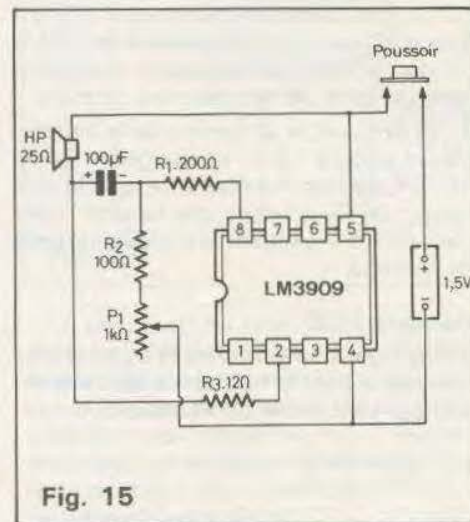 Poussoir
HP
25Ω
100µF
+ -
R1.200Ω
R2
100Ω
P1
1kΩ
8 7 6 5
LM3909
1 2 3 4
+
1,5V
-
R3.12Ω
Fig. 15